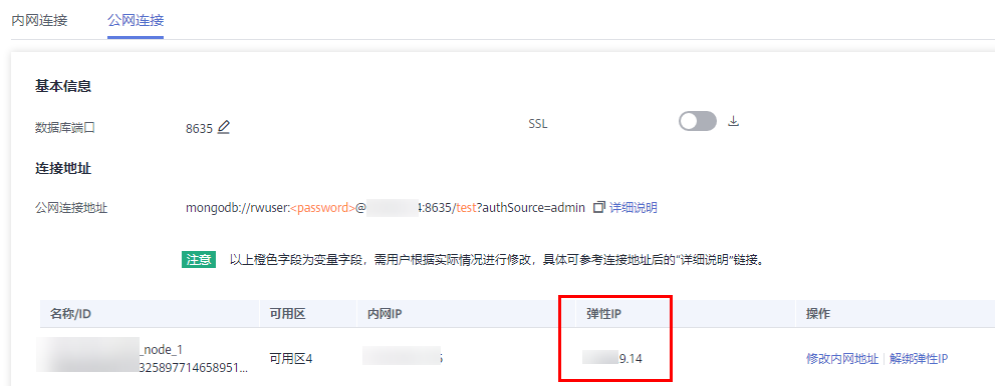 内网连接 公网连接
基本信息
数据库端口 8635 SSL
连接地址
公网连接地址 mongodb://rwuser:<password>@ 4:8635/test?authSource=admin 详细说明
注意 以上橙色字段为变量字段，需用户根据实际情况进行修改，具体可参考连接地址后的“详细说明”链接。
名称/ID 可用区 内网IP 弹性IP 操作
_node_1
可用区4 9.14 修改内网地址 解绑弹性IP
325897714658951...